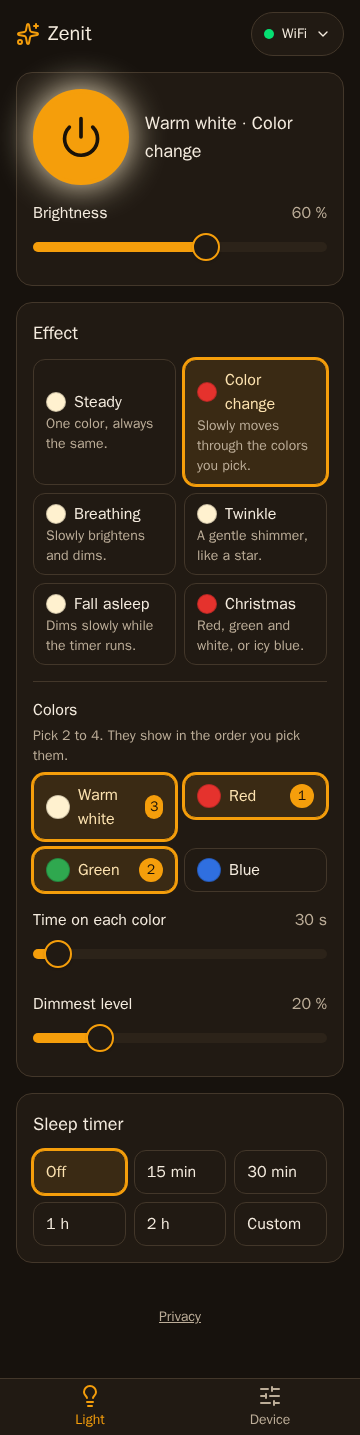 Zenit
WiFi
Warm white · Color
change
Brightness
60 %
Effect
Steady
One color, always
the same.
Color
change
Slowly moves
through the colors
you pick.
Breathing
Slowly brightens
and dims.
Twinkle
A gentle shimmer,
like a star.
Fall asleep
Dims slowly while
the timer runs.
Christmas
Red, green and
white, or icy blue.
Colors
Pick 2 to 4. They show in the order you pick
them.
Warm
white
3
Red
1
Green
2
Blue
Time on each color
30 s
Dimmest level
20 %
Sleep timer
Off
15 min
30 min
1 h
2 h
Custom
Privacy
Light
Device